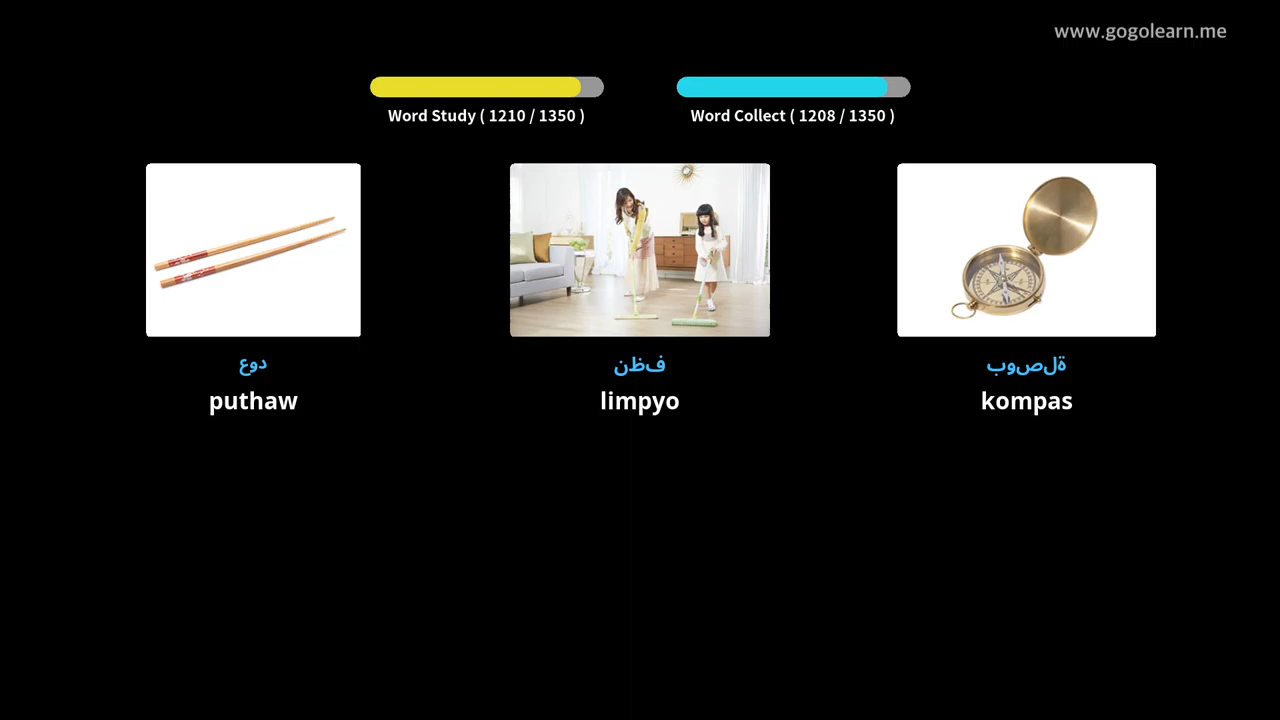 www.gogolearn.me
Word Study ( 1210 / 1350 )
Word Collect ( 1208 / 1350 )
دوع
puthaw
فظن
limpyo
ةلصوب
kompas